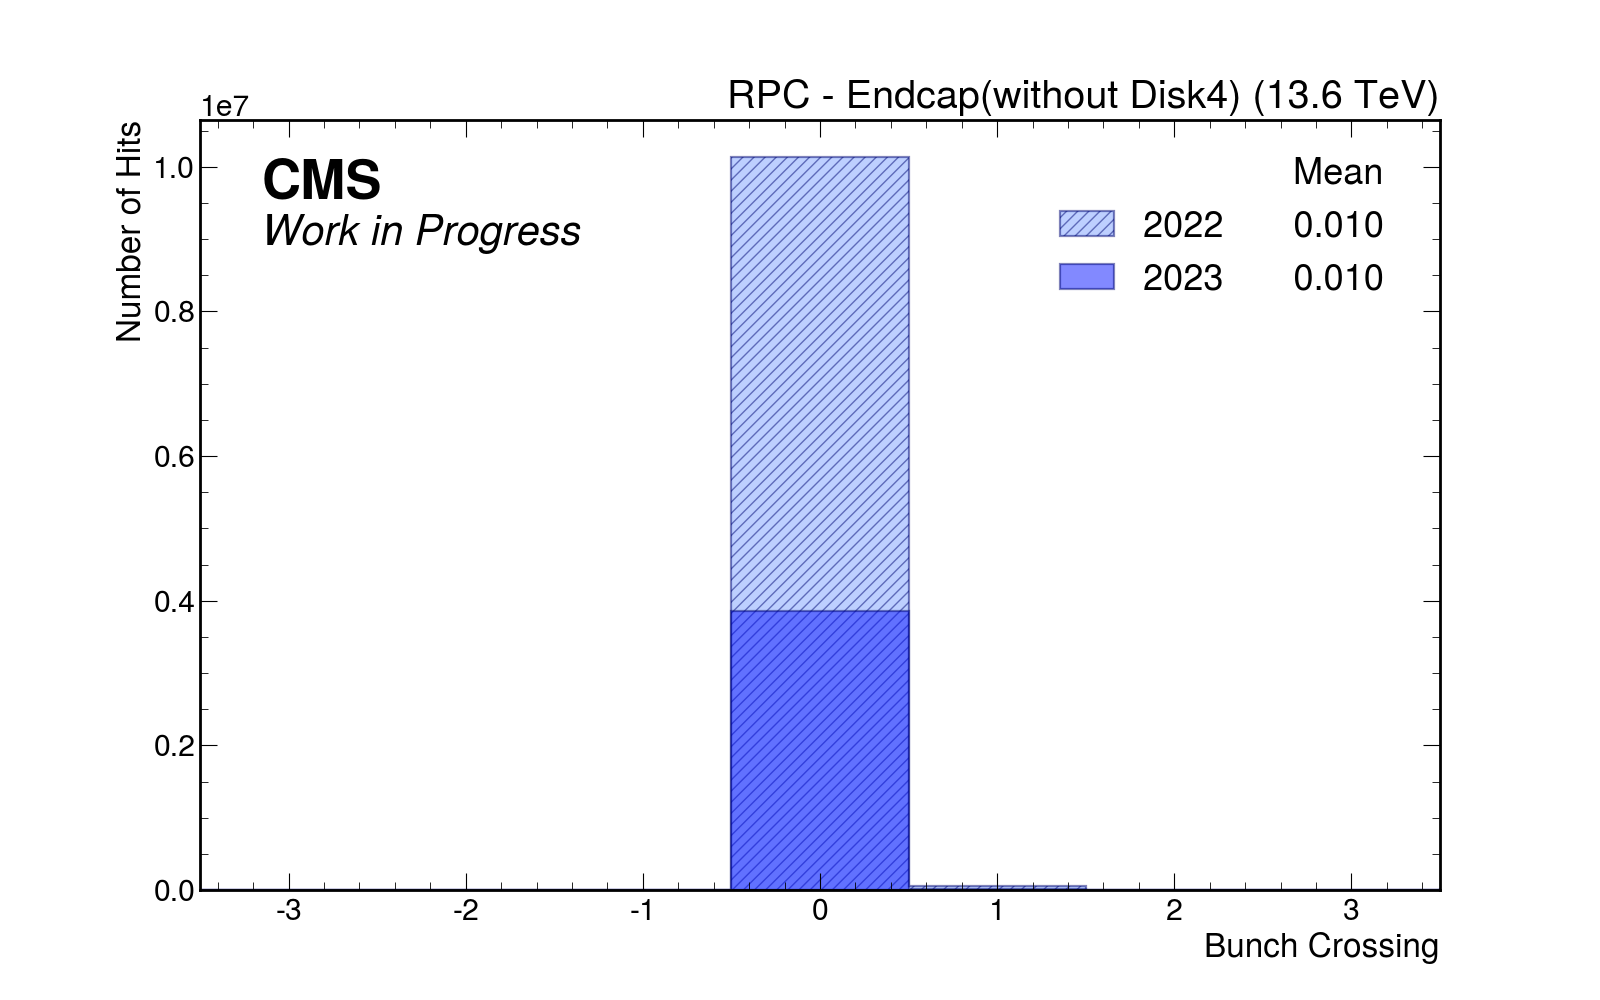 RPC - Endcap(without Disk4) (13.6 TeV)
1e7
Number of Hits
CMS
Work in Progress
Mean
2022 0.010
2023 0.010
1.0
0.8
0.6
0.4
0.2
0.0
-3 -2 -1 0 1 2 3
Bunch Crossing